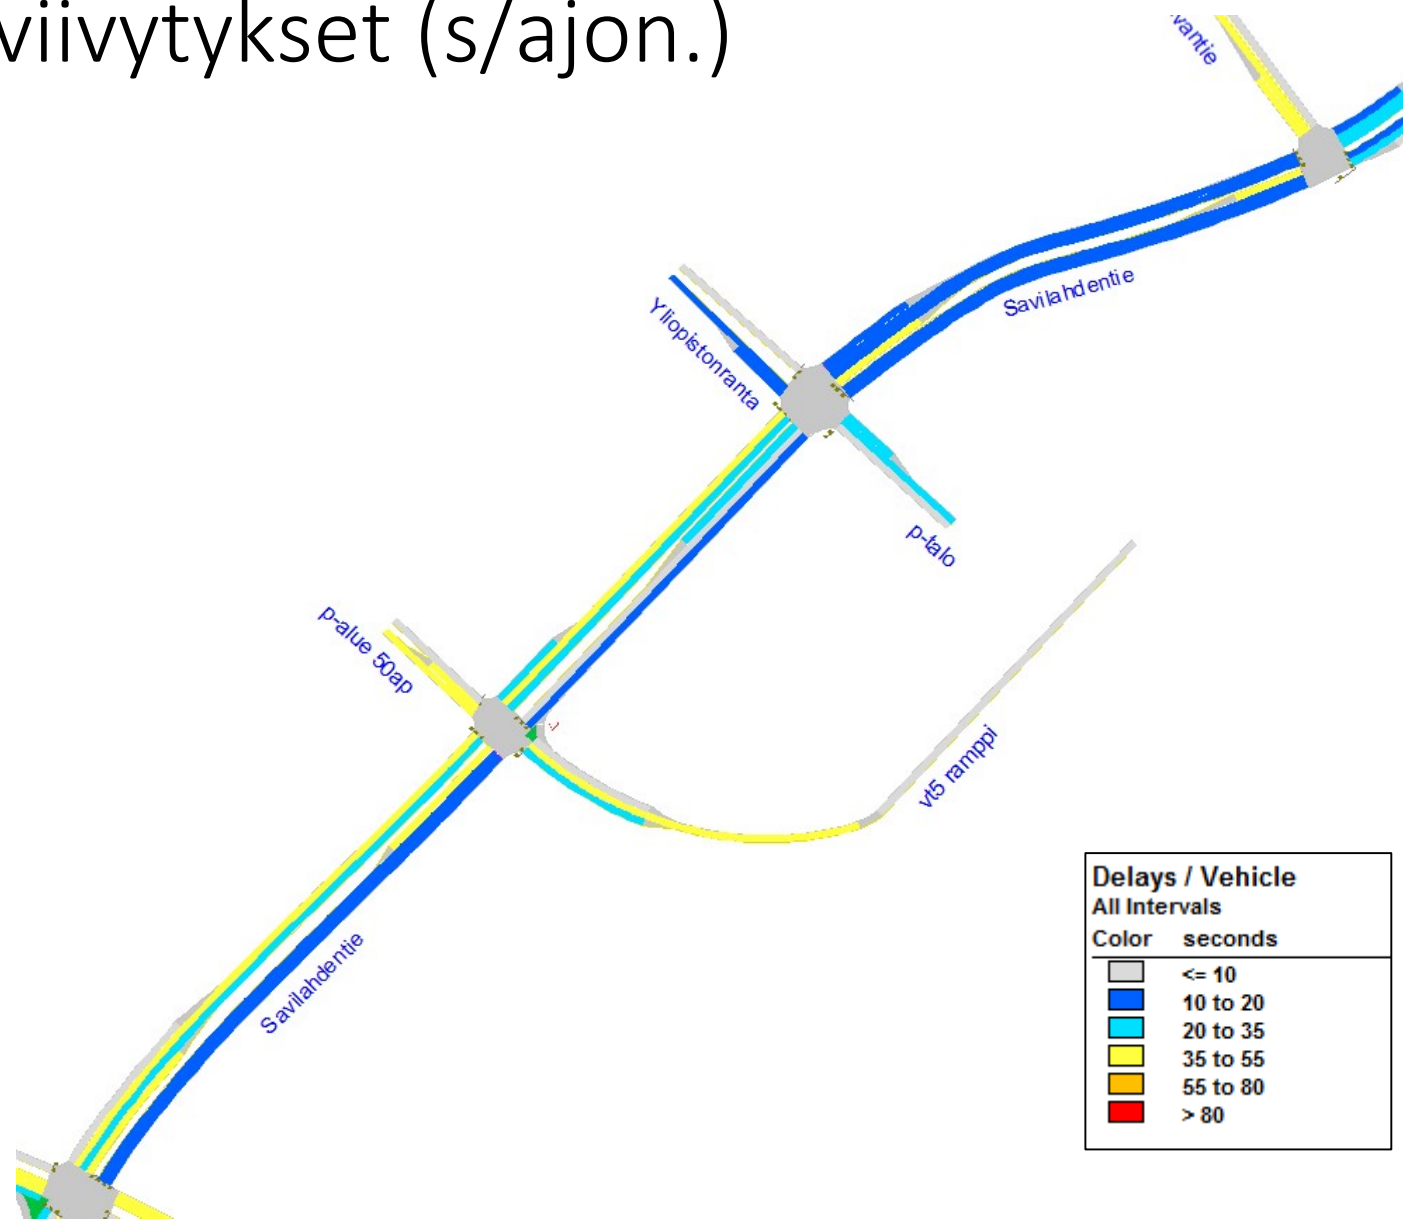 viivytykset (s/ajon.)
vantie
Savilahdentie
Yliopistonranta
p-talo
p-alue 50ap
vt5 ramppi
Savilahdentie
Delays / Vehicle
All Intervals
Color seconds
<= 10
10 to 20
20 to 35
35 to 55
55 to 80
> 80